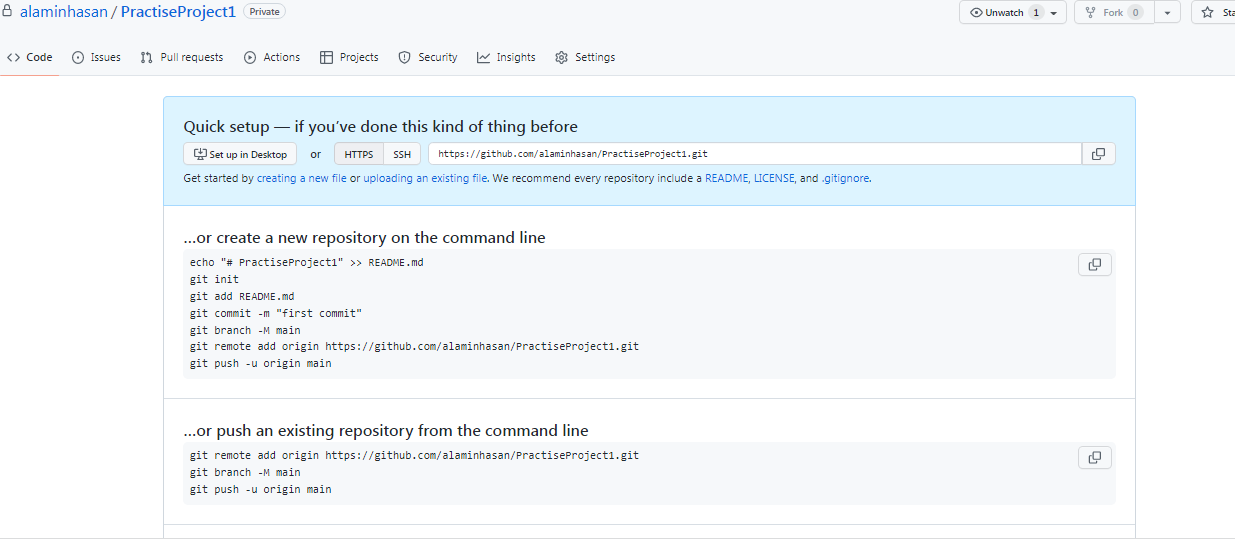 alaminhasan / PractiseProject1 Private
Unwatch 1
Fork 0
Code Issues Pull requests Actions Projects Security Insights Settings
Quick setup — if you've done this kind of thing before
Set up in Desktop or HTTPS SSH https://github.com/alaminhasan/PractiseProject1.git
Get started by creating a new file or uploading an existing file. We recommend every repository include a README, LICENSE, and .gitignore.
...or create a new repository on the command line
echo "# PractiseProject1" >> README.md
git init
git add README.md
git commit -m "first commit"
git branch -M main
git remote add origin https://github.com/alaminhasan/PractiseProject1.git
git push -u origin main
...or push an existing repository from the command line
git remote add origin https://github.com/alaminhasan/PractiseProject1.git
git branch -M main
git push -u origin main